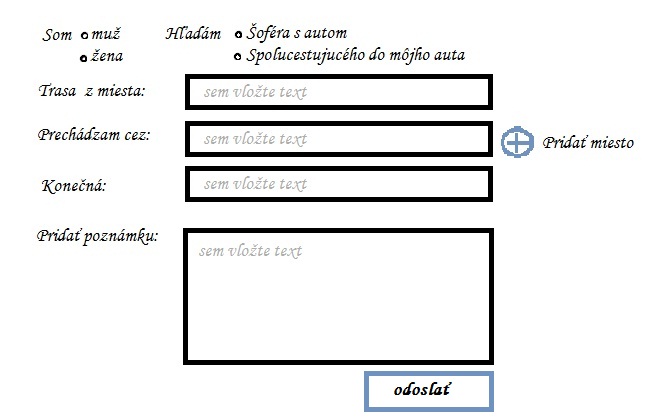 Som muž Hľadám Šoféra s autom
žena Spolucestujucého do môjho auta
Trasa z miesta: sem vložte text
Prechádzam cez: sem vložte text Pridať miesto
Konečná: sem vložte text
Pridať poznámku: sem vložte text
odoslať